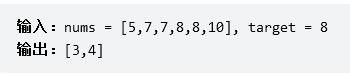 输入：nums = [5,7,7,8,8,10], target = 8
输出：[3,4]